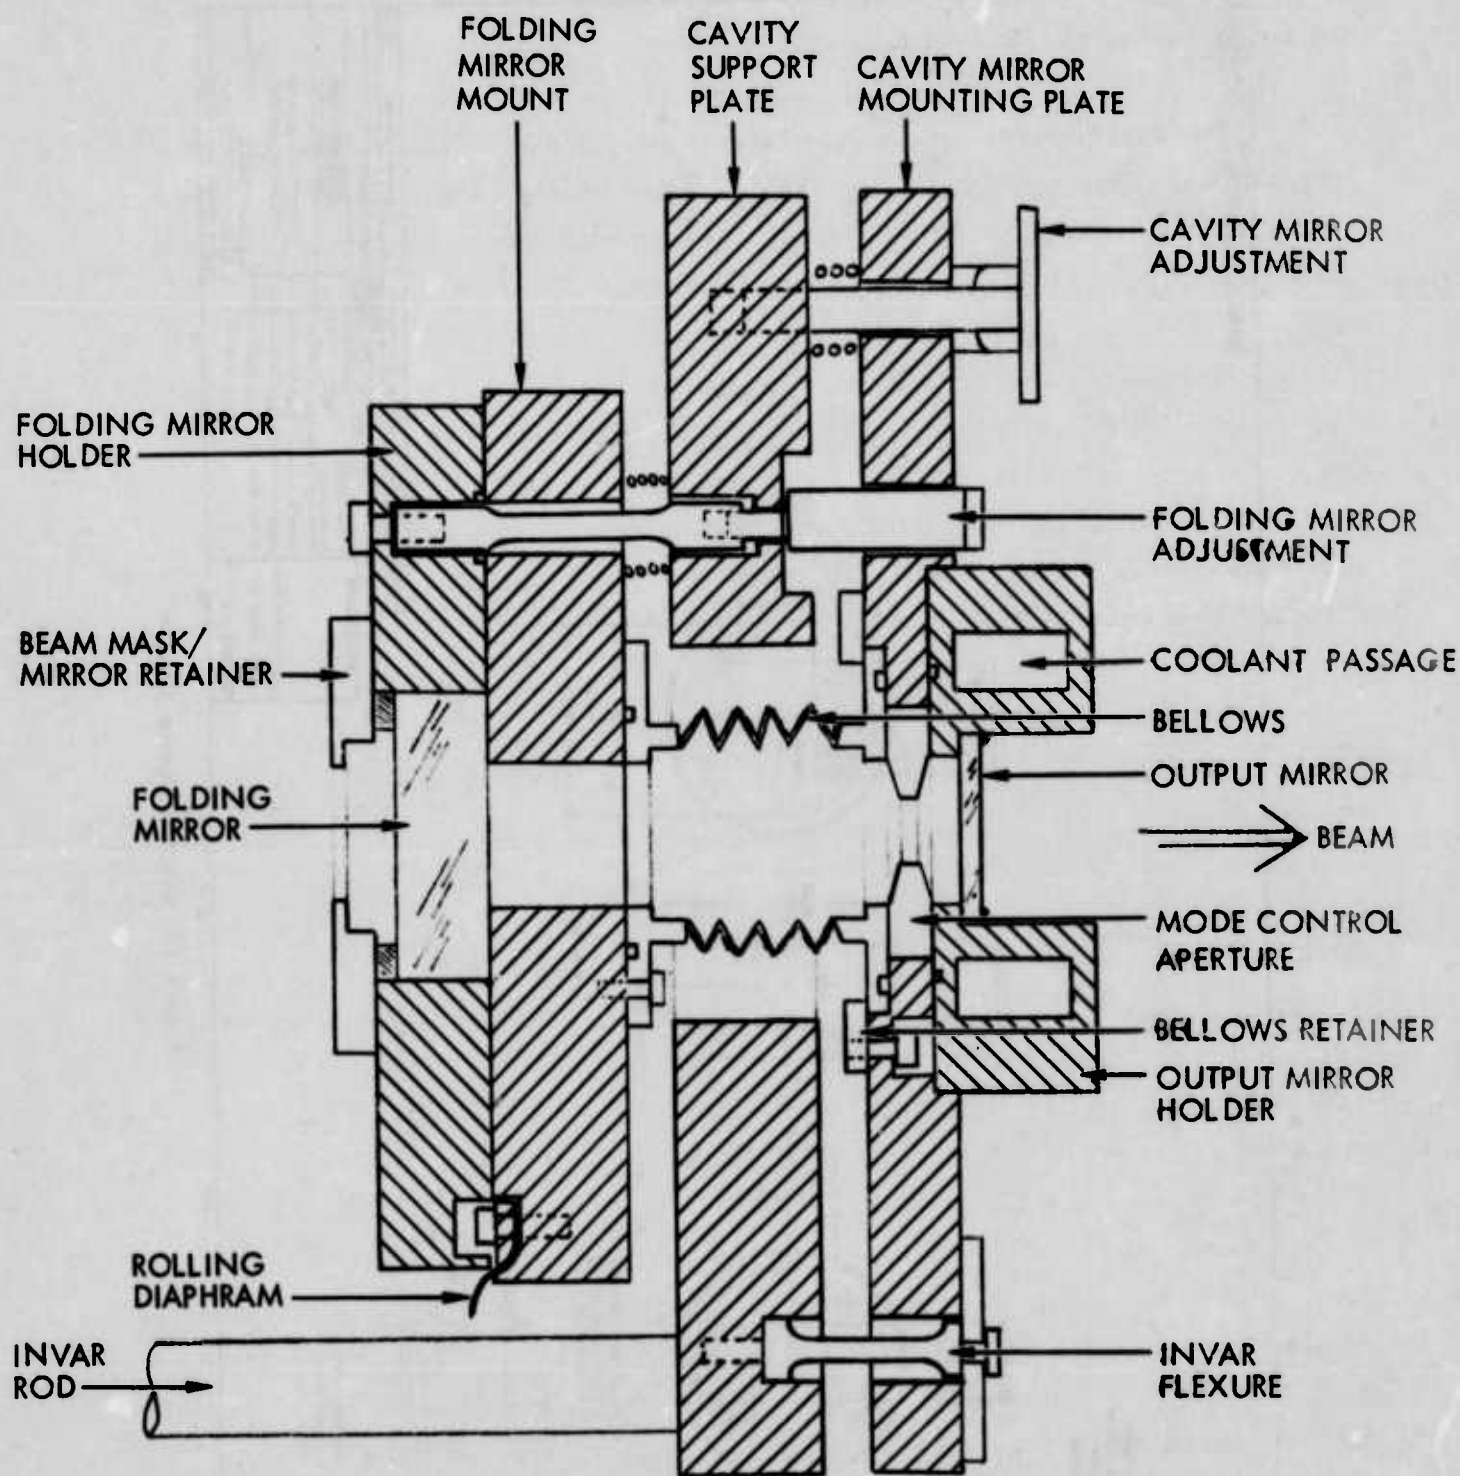 FOLDING
MIRROR
MOUNT
CAVITY
SUPPORT
PLATE
CAVITY MIRROR
MOUNTING PLATE
CAVITY MIRROR
ADJUSTMENT
FOLDING MIRROR
HOLDER
FOLDING MIRROR
ADJUSTMENT
BEAM MASK/
MIRROR RETAINER
COOLANT PASSAGE
BELLOWS
OUTPUT MIRROR
FOLDING
MIRROR
BEAM
MODE CONTROL
APERTURE
BELLOWS RETAINER
OUTPUT MIRROR
HOLDER
ROLLING
DIAPHRAM
INVAR
ROD
INVAR
FLEXURE